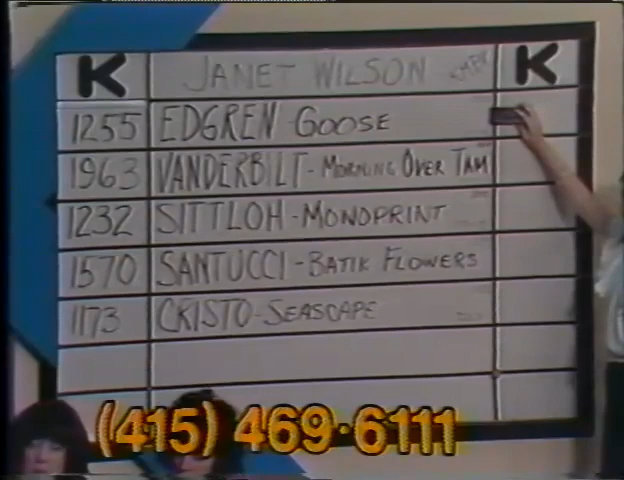 K JANET WILSON K
1255 EDGREN GOOSE
1963 VANDERBILT - MORNING OVER TAM
1232 SITTLOH - MONOPRINT
1570 SANTUCCI - BATIK FLOWERS
1173 CRISTO - SEASCAPE
(415) 469·6111